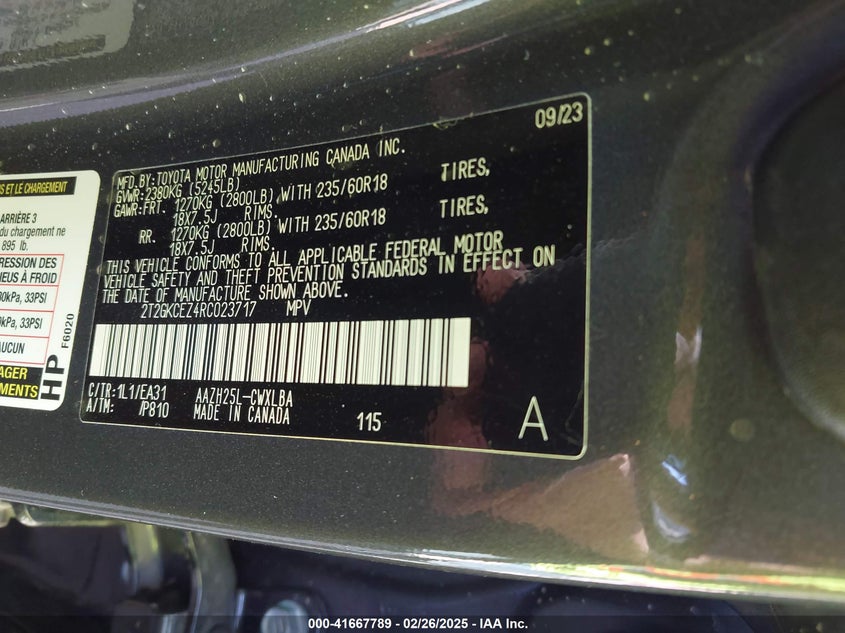 09/23
MFD.BY:TOYOTA MOTOR MANUFACTURING CANADA INC.
GVWR:2380KG (5245LB)
GAWR:FRT. 1270KG (2800LB) WITH 235/60R18 TIRES,
18X7.5J RIMS.
RR. 1270KG (2800LB) WITH 235/60R18 TIRES,
18X7.5J RIMS.
THIS VEHICLE CONFORMS TO ALL APPLICABLE FEDERAL MOTOR
VEHICLE SAFETY AND THEFT PREVENTION STANDARDS IN EFFECT ON
THE DATE OF MANUFACTURE SHOWN ABOVE.
2T2GKCEZ4RC023717 MPV
C/TR:1L1/EA31 AAZH25L-CWXLBA
A/TM: /P810 MADE IN CANADA 115 A
S ET LE CHARGEMENT
ARRIÈRE 3
du chargement ne
895 lb.
RESSION DES
EUS À FROID
kPa, 33PSI
kPa, 33PSI
AUCUN
AGER
MENTS
HP
F6020
000-41667789 - 02/26/2025 - IAA Inc.